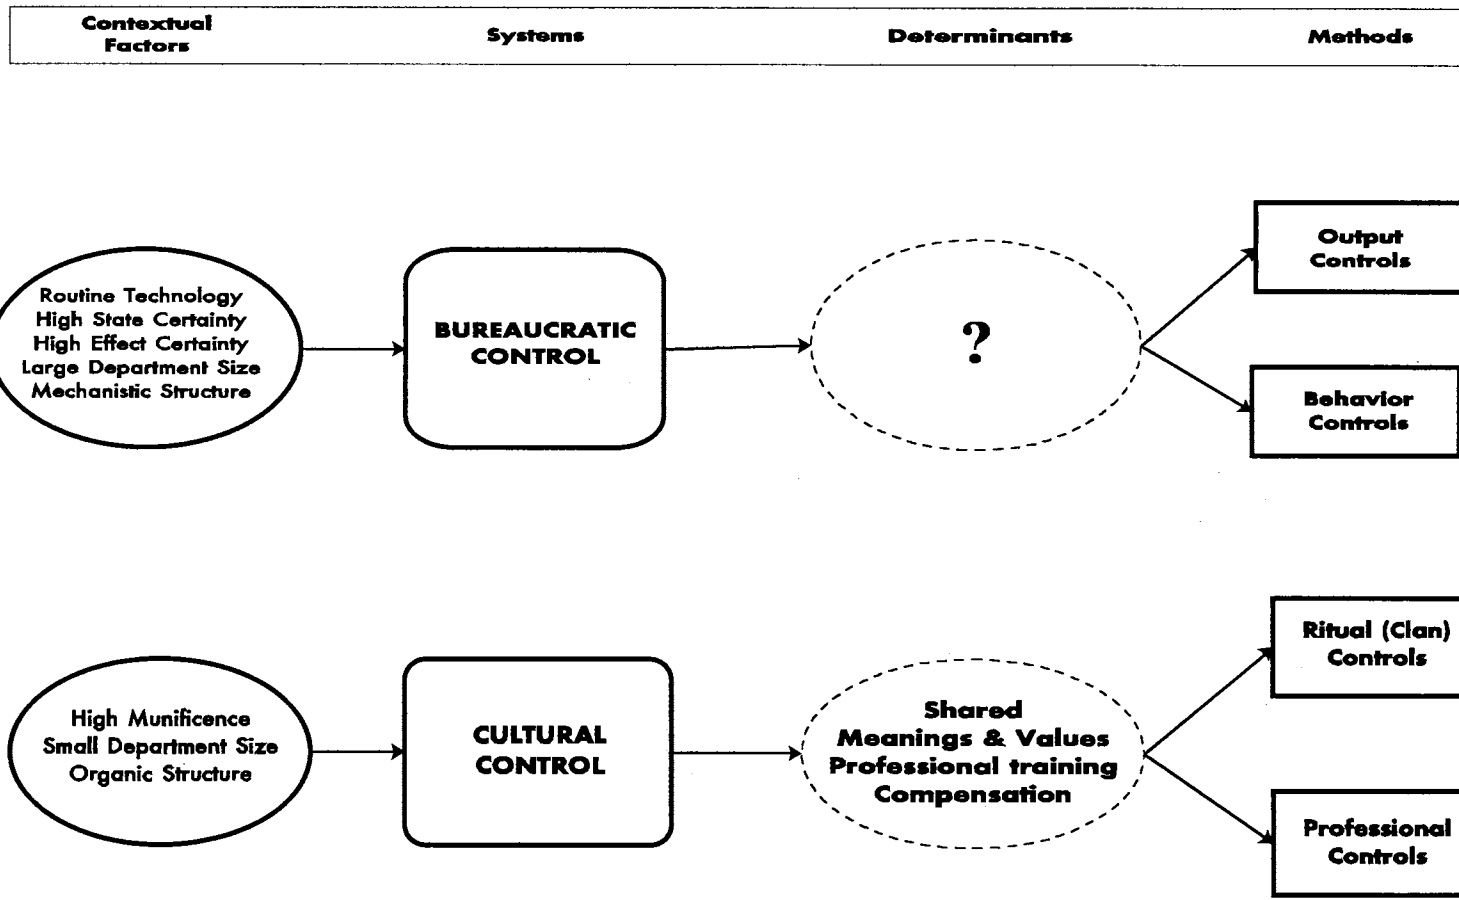 Contextual
Factors
Systems
Determinants
Methods
Routine Technology
High State Certainty
High Effect Certainty
Large Department Size
Mechanistic Structure
BUREAUCRATIC
CONTROL
?
Output
Controls
Behavior
Controls
High Munificence
Small Department Size
Organic Structure
CULTURAL
CONTROL
Shared
Meanings & Values
Professional training
Compensation
Ritual (Clan)
Controls
Professional
Controls